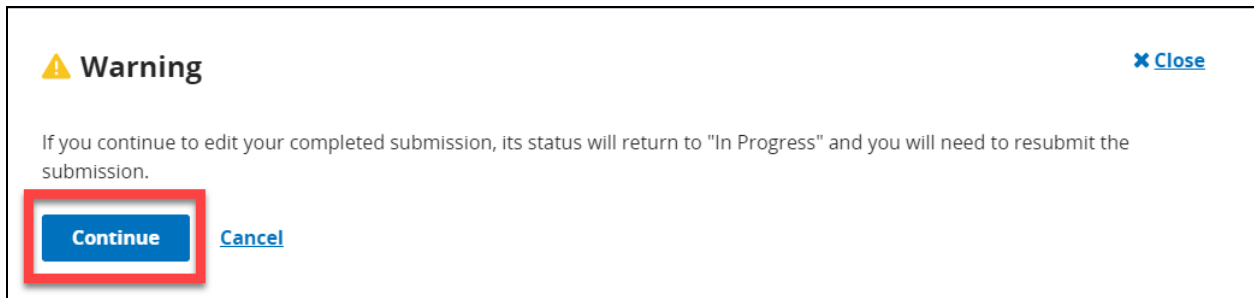 Warning
Close
If you continue to edit your completed submission, its status will return to "In Progress" and you will need to resubmit the
submission.
Continue
Cancel